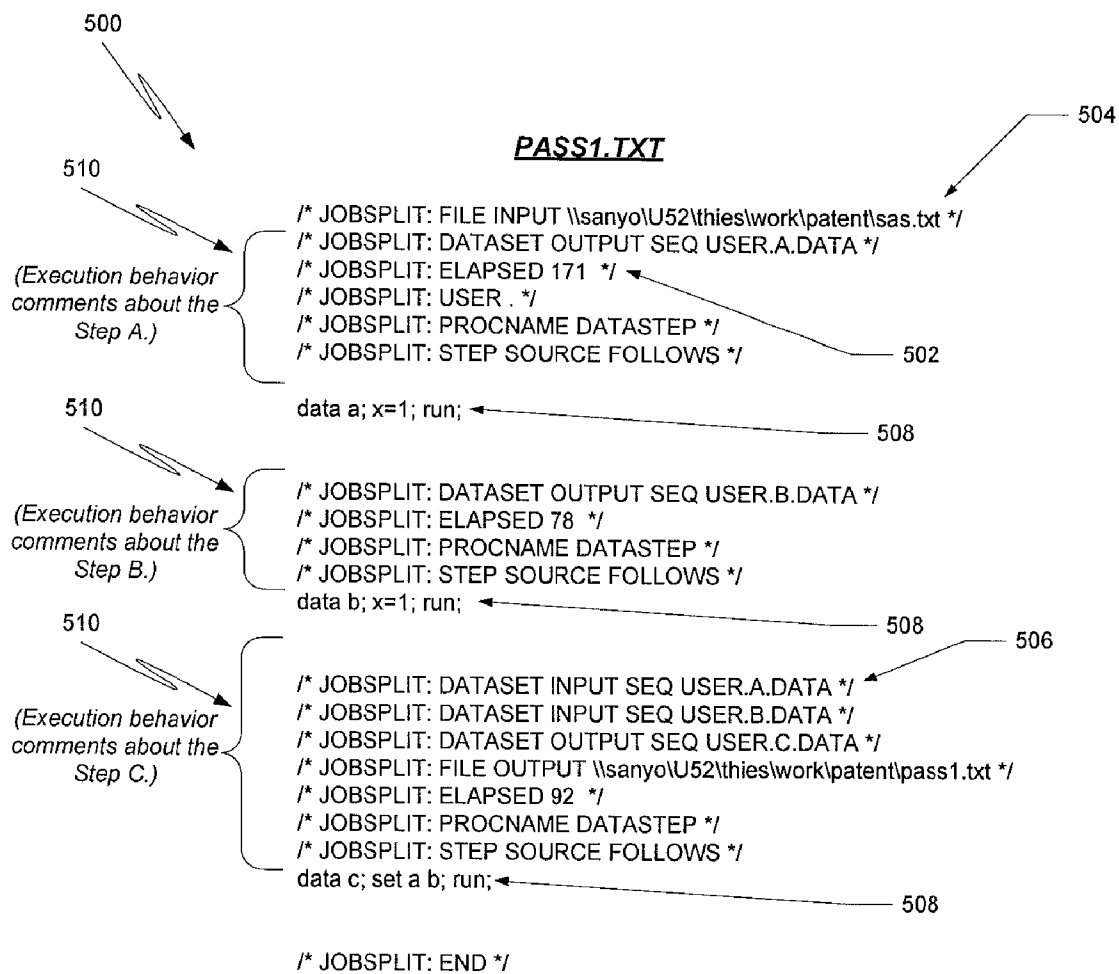 500
504
PASS1.TXT
510
/* JOBSPLIT: FILE INPUT \\sanyo\U52\thies\work\patent\sas.txt */
/* JOBSPLIT: DATASET OUTPUT SEQ USER.A.DATA */
(Execution behavior
comments about the
Step A.)
/* JOBSPLIT: ELAPSED 171  */
/* JOBSPLIT: USER . */
/* JOBSPLIT: PROCNAME DATASTEP */
/* JOBSPLIT: STEP SOURCE FOLLOWS */
502
data a; x=1; run;
508
510
/* JOBSPLIT: DATASET OUTPUT SEQ USER.B.DATA */
(Execution behavior
comments about the
Step B.)
/* JOBSPLIT: ELAPSED 78  */
/* JOBSPLIT: PROCNAME DATASTEP */
/* JOBSPLIT: STEP SOURCE FOLLOWS */
data b; x=1; run;
508
510
506
/* JOBSPLIT: DATASET INPUT SEQ USER.A.DATA */
/* JOBSPLIT: DATASET INPUT SEQ USER.B.DATA */
(Execution behavior
comments about the
Step C.)
/* JOBSPLIT: DATASET OUTPUT SEQ USER.C.DATA */
/* JOBSPLIT: FILE OUTPUT \\sanyo\U52\thies\work\patent\pass1.txt */
/* JOBSPLIT: ELAPSED 92  */
/* JOBSPLIT: PROCNAME DATASTEP */
/* JOBSPLIT: STEP SOURCE FOLLOWS */
data c; set a b; run;
508
/* JOBSPLIT: END */